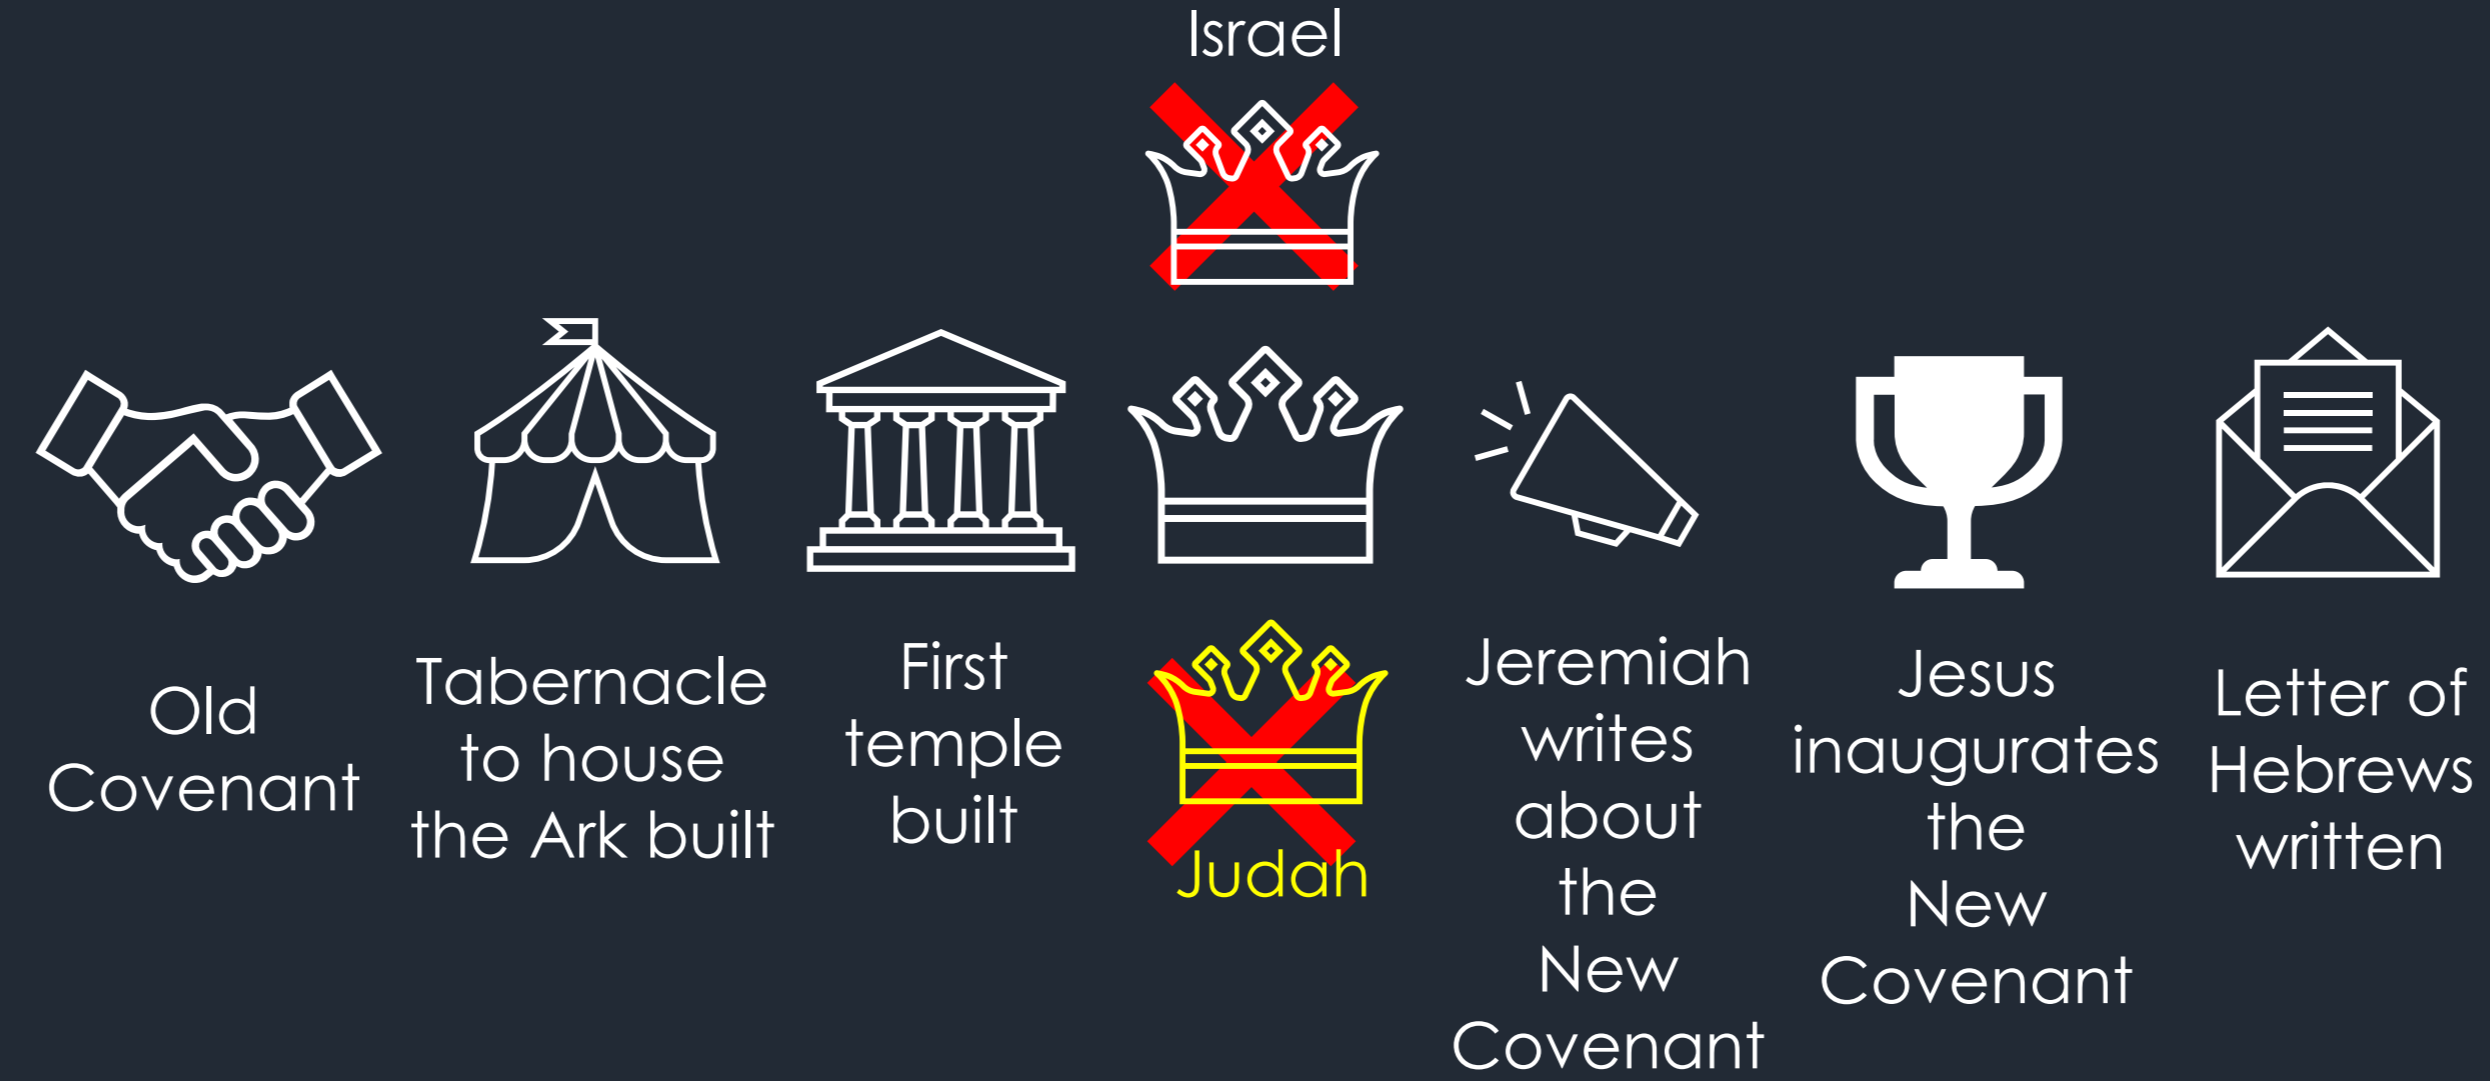 Israel
Old
Covenant
Tabernacle
to house
the Ark built
First
temple
built
Judah
Jeremiah
writes
about
the
New
Covenant
Jesus
inaugurates
the
New
Covenant
Letter of
Hebrews
written